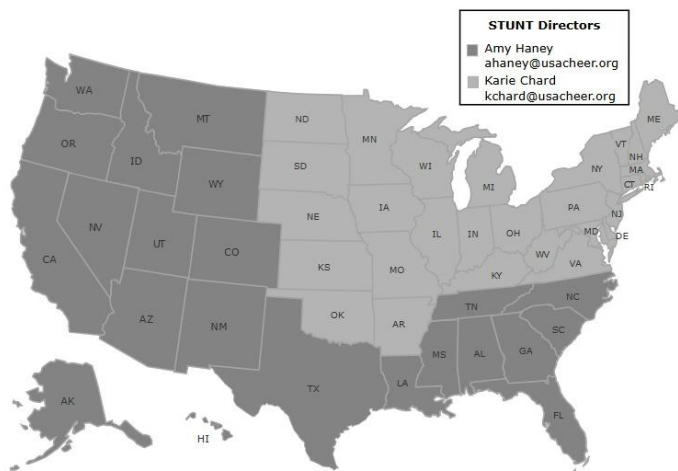 STUNT Directors
Amy Haney
ahaney@usacheer.org
Karie Chard
kchard@usacheer.org
WA
MT
ND
MN
ME
VT
NH
OR
ID
SD
WI
NY
MA
WY
MI
CT
RI
NE
IA
PA
NJ
NV
IL
IN
OH
MD
DE
UT
CO
WV
CA
KS
MO
VA
KY
AZ
NM
OK
AR
TN
NC
SC
MS
AL
GA
TX
LA
AK
FL
HI